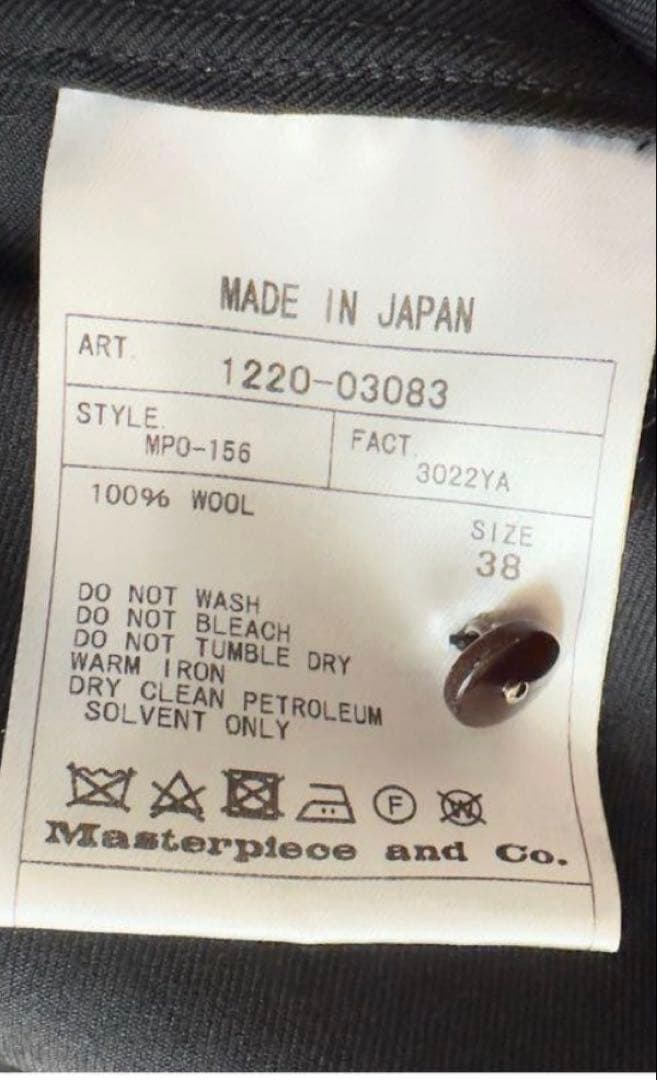 MADE IN JAPAN
ART.
1220-03083
STYLE.
MPO-156
FACT.
3022YA
100% WOOL
SIZE
38
DO NOT WASH
DO NOT BLEACH
DO NOT TUMBLE DRY
WARM IRON
DRY CLEAN PETROLEUM
SOLVENT ONLY
F W
Masterpiece and Co.